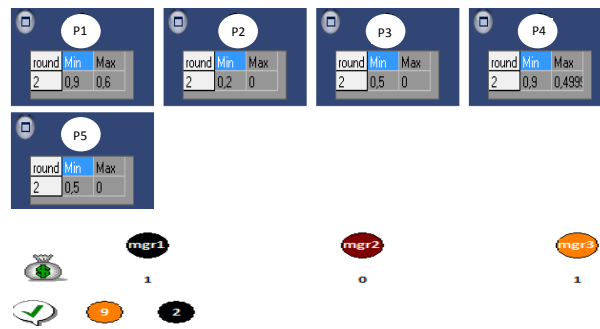 P1 P2 P3 P4
round Min Max round Min Max round Min Max round Min Max
2 0,9 0,6 2 0,2 0 2 0,5 0 2 0,9 0,499
P5
round Min Max
2 0,5 0
mgr1 mgr2 mgr3
$
1 0 1
9 2